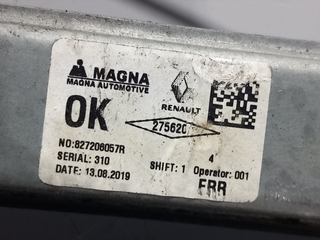 MAGNA
MAGNA AUTOMOTIVE
RENAULT
OK
275620
NO:827206057R
SERIAL: 310
SHIFT: 1
4
Operator: 001
DATE: 13.08.2019
FRR